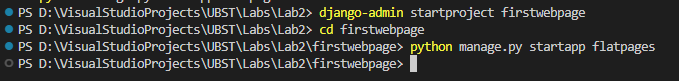 PS D:\VisualStudioProjects\UBST\Labs\Lab2> django-admin startproject firstwebpage
PS D:\VisualStudioProjects\UBST\Labs\Lab2> cd firstwebpage
PS D:\VisualStudioProjects\UBST\Labs\Lab2\firstwebpage> python manage.py startapp flatpages
PS D:\VisualStudioProjects\UBST\Labs\Lab2\firstwebpage>